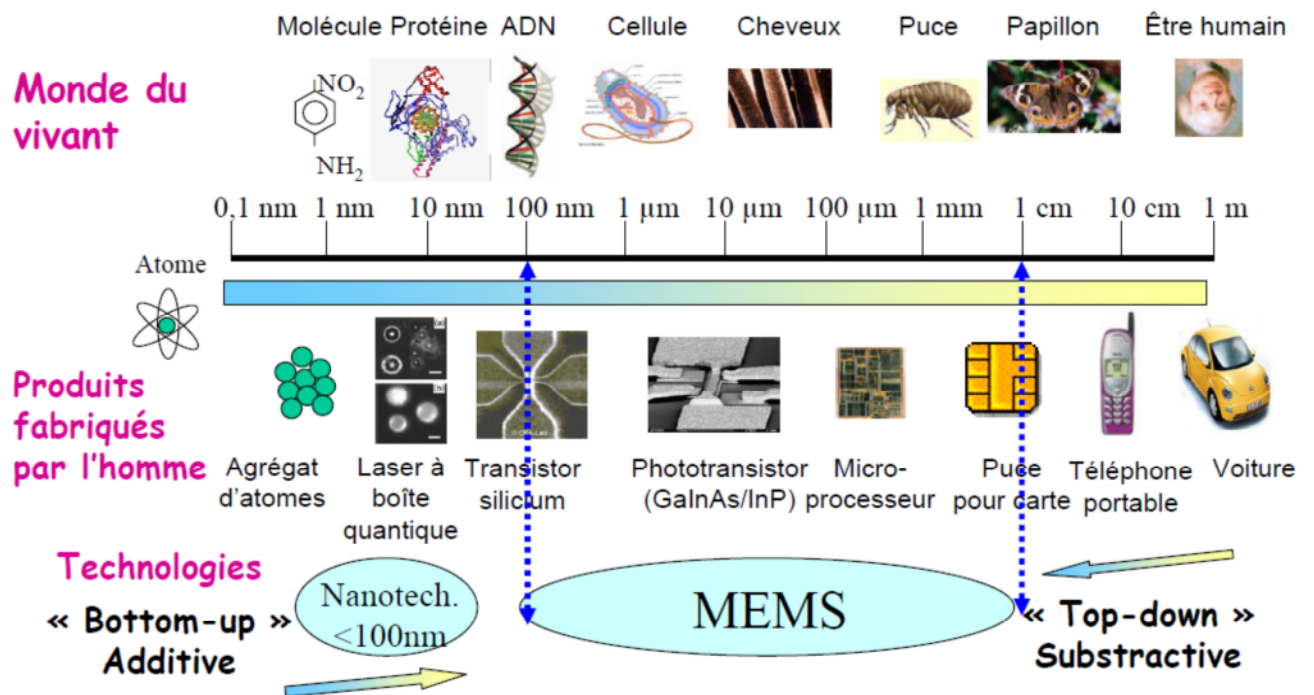 Molécule Protéine ADN Cellule Cheveux Puce Papillon Être humain
Monde du
vivant
NO2
NH2
0,1 nm 1 nm 10 nm 100 nm 1 µm 10 µm 100 µm 1 mm 1 cm 10 cm 1 m
Atome
Produits
fabriqués
par l’homme
(a)
(b)
Agrégat
d’atomes
Laser à
boîte
quantique
Transistor
silicium
Phototransistor
(GaInAs/InP)
Micro-
processeur
Puce
pour carte
Téléphone
portable
Voiture
Technologies
« Bottom-up »
Additive
Nanotech.
<100nm
MEMS
« Top-down »
Substractive